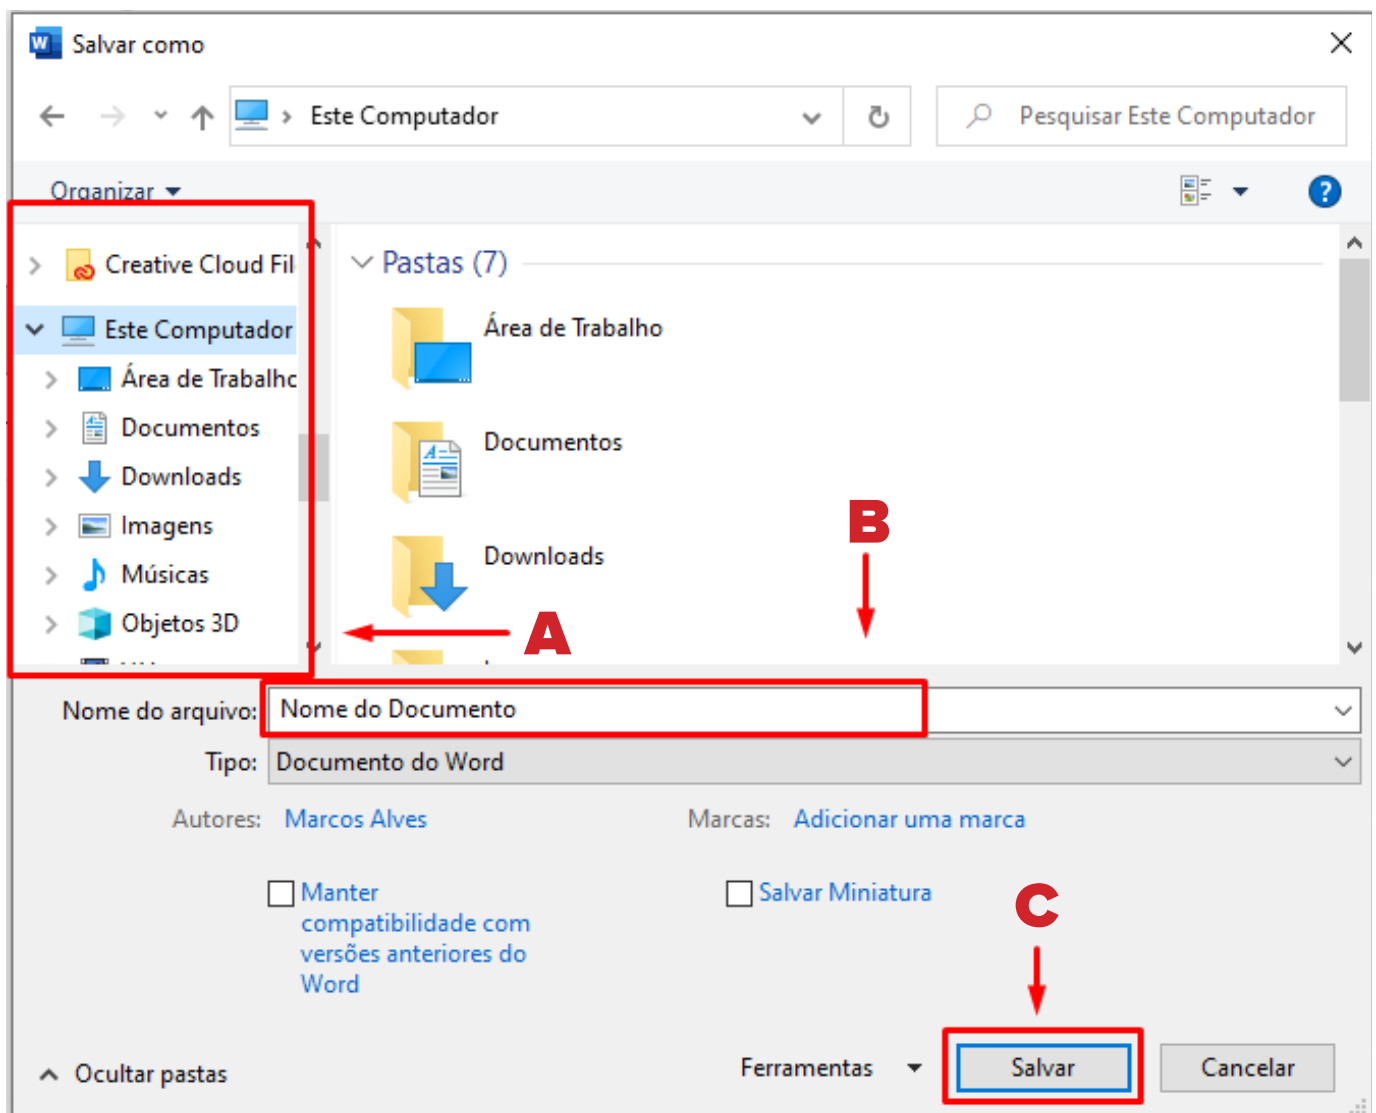 Salvar como
Este Computador
Pesquisar Este Computador
Organizar
Creative Cloud Fil
Este Computador
Área de Trabalho
Documentos
Downloads
Imagens
Músicas
Objetos 3D
Pastas (7)
Área de Trabalho
Documentos
Downloads
A
B
Nome do arquivo: Nome do Documento
Tipo: Documento do Word
Autores: Marcos Alves
Marcas: Adicionar uma marca
Manter
compatibilidade com
versões anteriores do
Word
Salvar Miniatura
C
Ocultar pastas
Ferramentas
Salvar
Cancelar